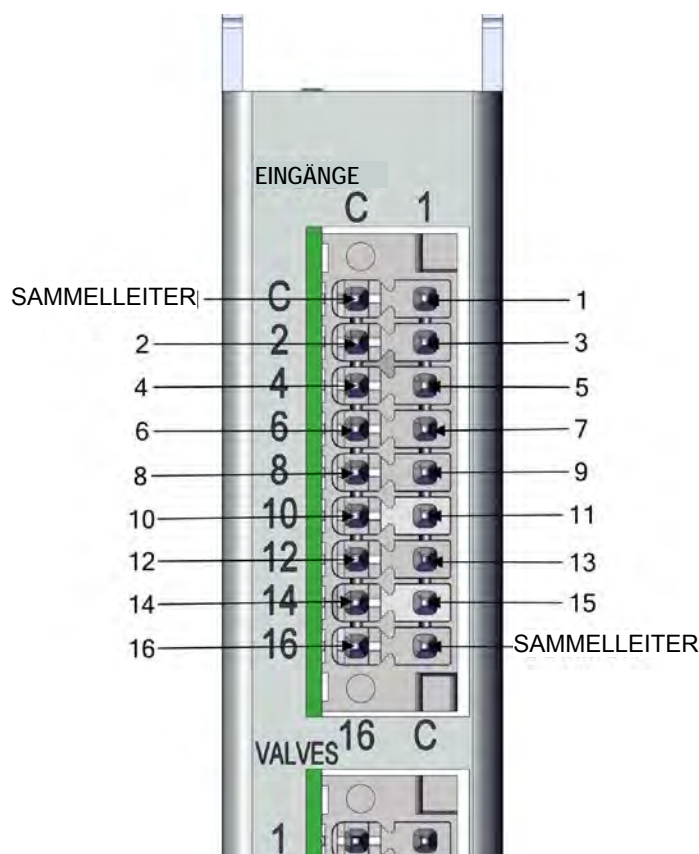 EINGÄNGE
C 1
SAMMELLEITER C 1
2 2 3
4 4 5
6 6 7
8 8 9
10 10 11
12 12 13
14 14 15
16 16 SAMMELLEITER
16 C
VALVES
1